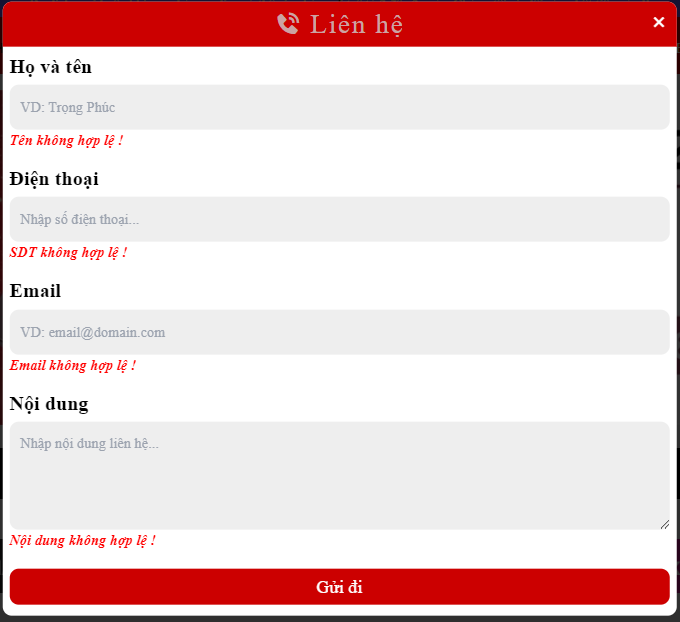 Liên hệ
Họ và tên
VD: Trọng Phúc
Tên không hợp lệ !
Điện thoại
Nhập số điện thoại...
SDT không hợp lệ !
Email
VD: email@domain.com
Email không hợp lệ !
Nội dung
Nhập nội dung liên hệ...
Nội dung không hợp lệ !
Gửi đi